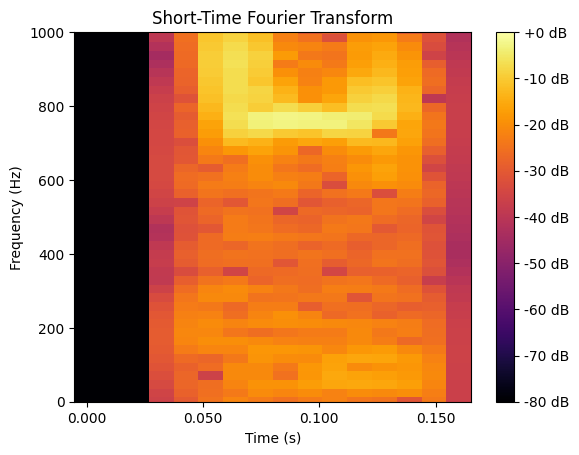 Short-Time Fourier Transform
1000
800
600
400
200
0
Frequency (Hz)
0.000
0.050
0.100
0.150
Time (s)
+0 dB
-10 dB
-20 dB
-30 dB
-40 dB
-50 dB
-60 dB
-70 dB
-80 dB